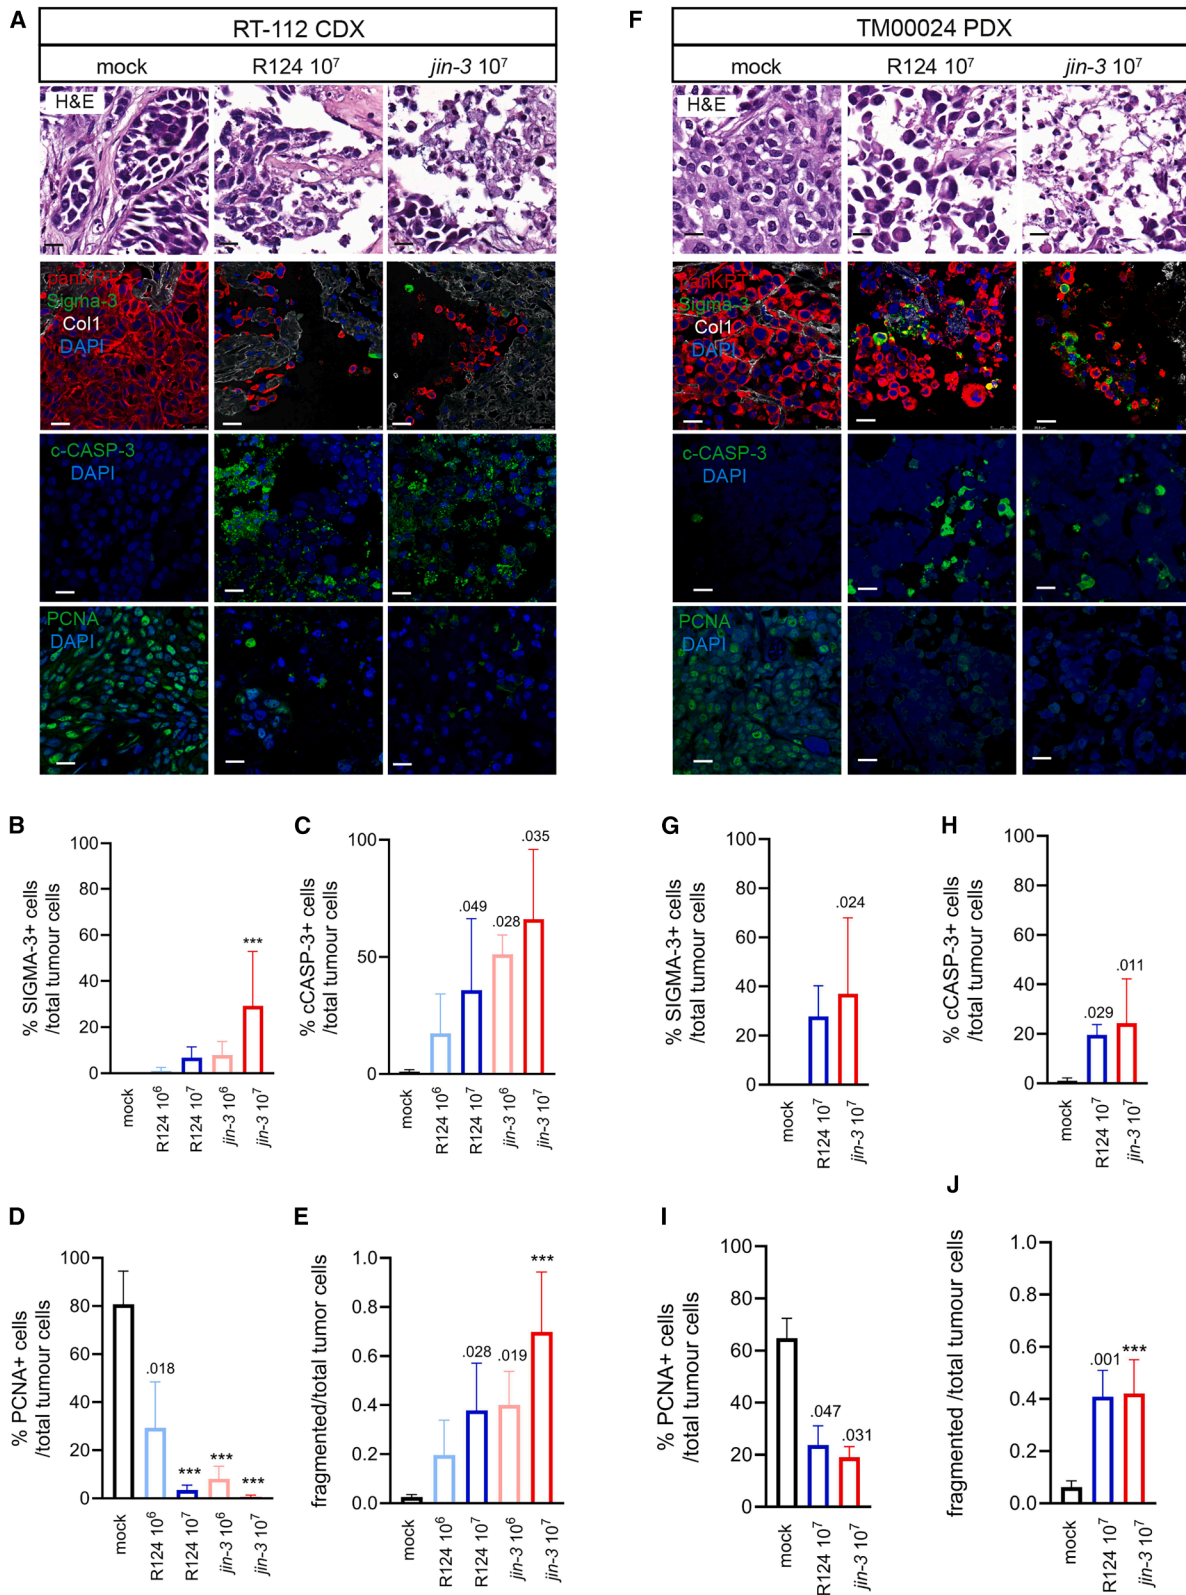 A
RT-112 CDX
mock R124 10⁷ jin-3 10⁷
H&E
panKRT
Sigma-3
Col1
DAPI
c-CASP-3
DAPI
PCNA
DAPI
F
TM00024 PDX
mock R124 10⁷ jin-3 10⁷
H&E
panKRT
Sigma-3
Col1
DAPI
c-CASP-3
DAPI
PCNA
DAPI
B
% SIGMA-3+ cells
/total tumour cells
100
80
60
40
20
0
***
mock
R124 10⁶
R124 10⁷
jin-3 10⁶
jin-3 10⁷
C
% cCASP-3+ cells
/total tumour cells
100
50
0
.049
.028
.035
mock
R124 10⁶
R124 10⁷
jin-3 10⁶
jin-3 10⁷
G
% SIGMA-3+ cells
/total tumour cells
100
80
60
40
20
0
.024
mock
R124 10⁷
jin-3 10⁷
H
% cCASP-3+ cells
/total tumour cells
100
80
60
40
20
0
.029
.011
mock
R124 10⁷
jin-3 10⁷
D
% PCNA+ cells
/total tumour cells
100
80
60
40
20
0
.018
***
***
***
mock
R124 10⁶
R124 10⁷
jin-3 10⁶
jin-3 10⁷
E
fragmented/total tumor cells
1.0
0.8
0.6
0.4
0.2
0.0
.028
.019
***
mock
R124 10⁶
R124 10⁷
jin-3 10⁶
jin-3 10⁷
I
% PCNA+ cells
/total tumour cells
100
80
60
40
20
0
.047
.031
mock
R124 10⁷
jin-3 10⁷
J
fragmented /total tumour cells
1.0
0.8
0.6
0.4
0.2
0.0
.001
***
mock
R124 10⁷
jin-3 10⁷